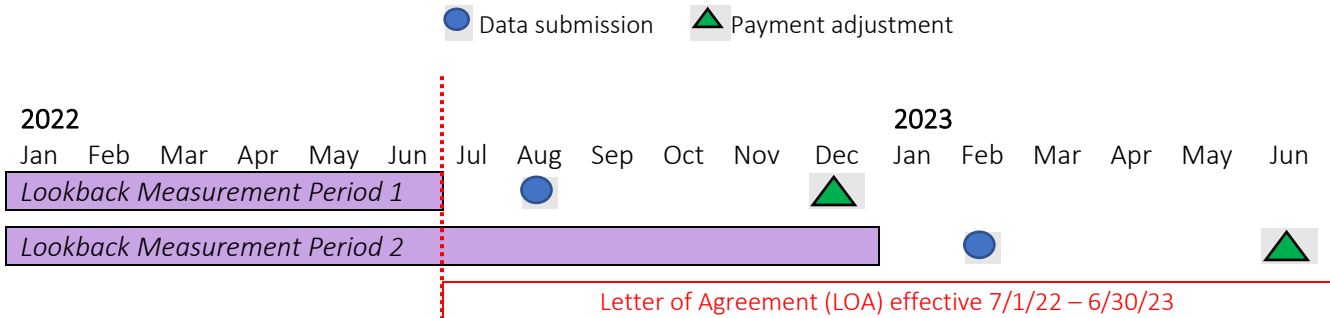 Data submission Payment adjustment
2022 2023
Jan Feb Mar Apr May Jun Jul Aug Sep Oct Nov Dec Jan Feb Mar Apr May Jun
Lookback Measurement Period 1
Lookback Measurement Period 2
Letter of Agreement (LOA) effective 7/1/22 – 6/30/23